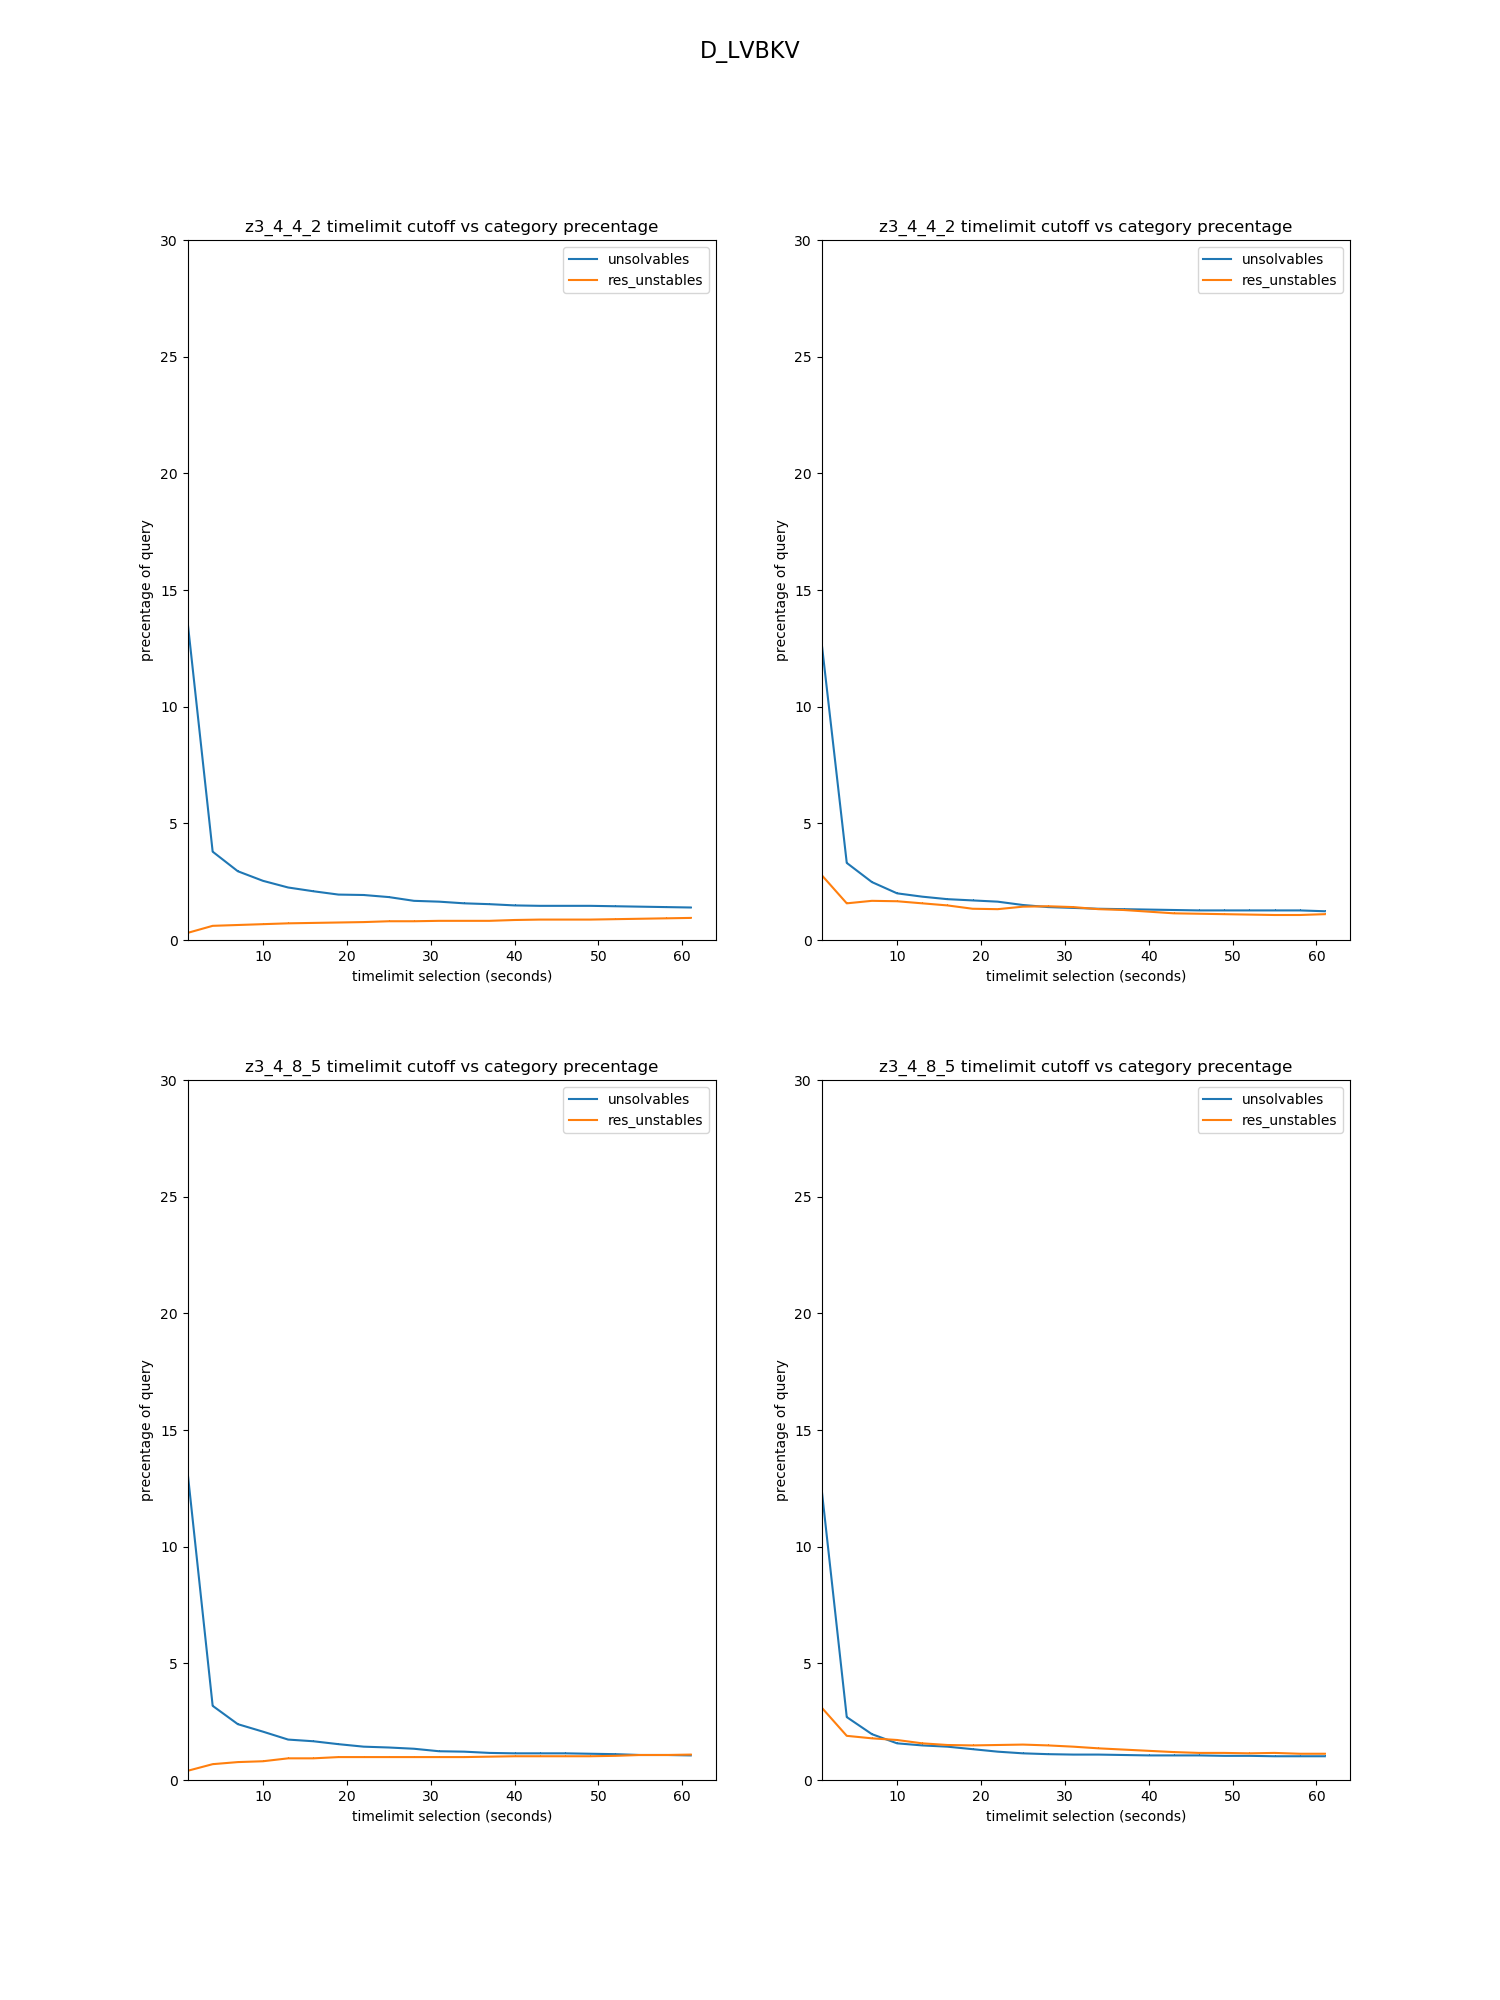 D_LVBKV
z3_4_4_2 timelimit cutoff vs category precentage
30
25
20
15
10
5
0
precentage of query
unsolvables
res_unstables
10 20 30 40 50 60
timelimit selection (seconds)
z3_4_4_2 timelimit cutoff vs category precentage
30
25
20
15
10
5
0
precentage of query
unsolvables
res_unstables
10 20 30 40 50 60
timelimit selection (seconds)
z3_4_8_5 timelimit cutoff vs category precentage
30
25
20
15
10
5
0
precentage of query
unsolvables
res_unstables
10 20 30 40 50 60
timelimit selection (seconds)
z3_4_8_5 timelimit cutoff vs category precentage
30
25
20
15
10
5
0
precentage of query
unsolvables
res_unstables
10 20 30 40 50 60
timelimit selection (seconds)